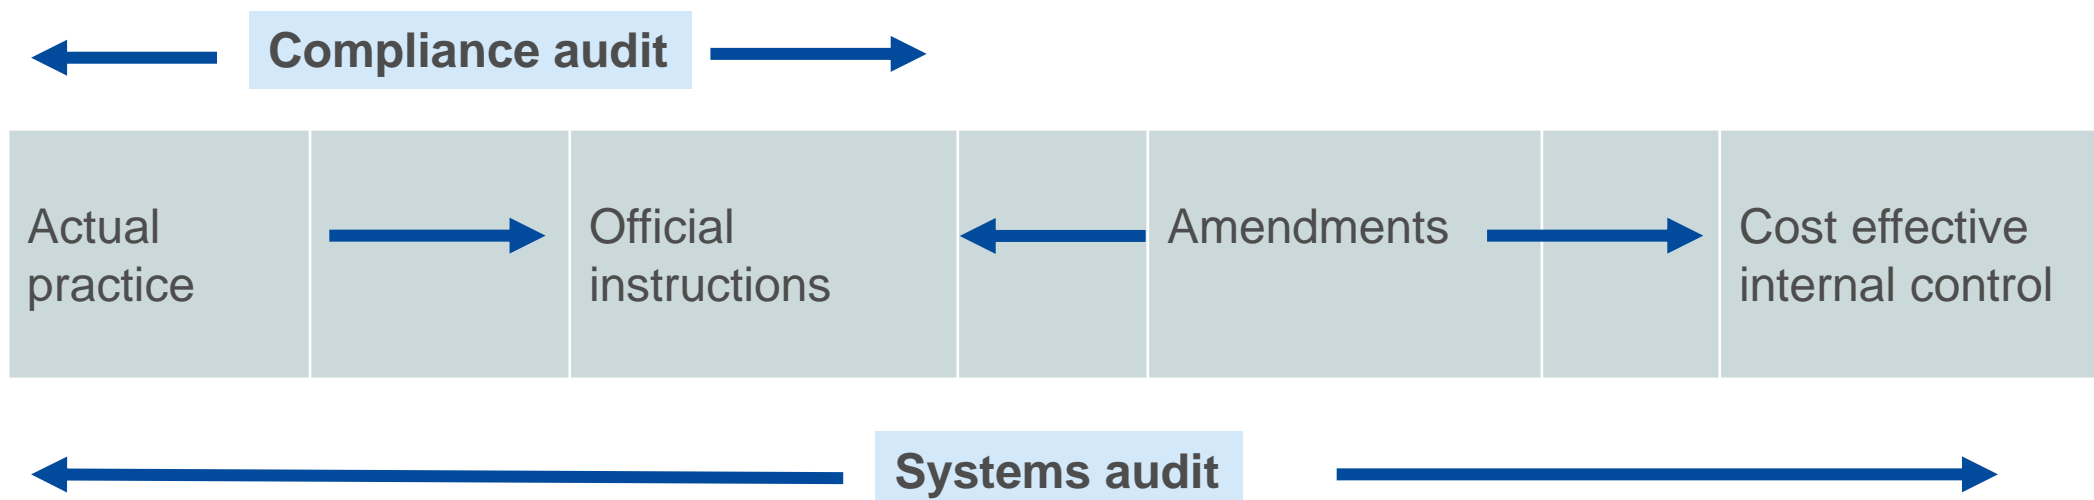 Compliance audit
Actual
practice
Official
instructions
Amendments
Cost effective
internal control
Systems audit